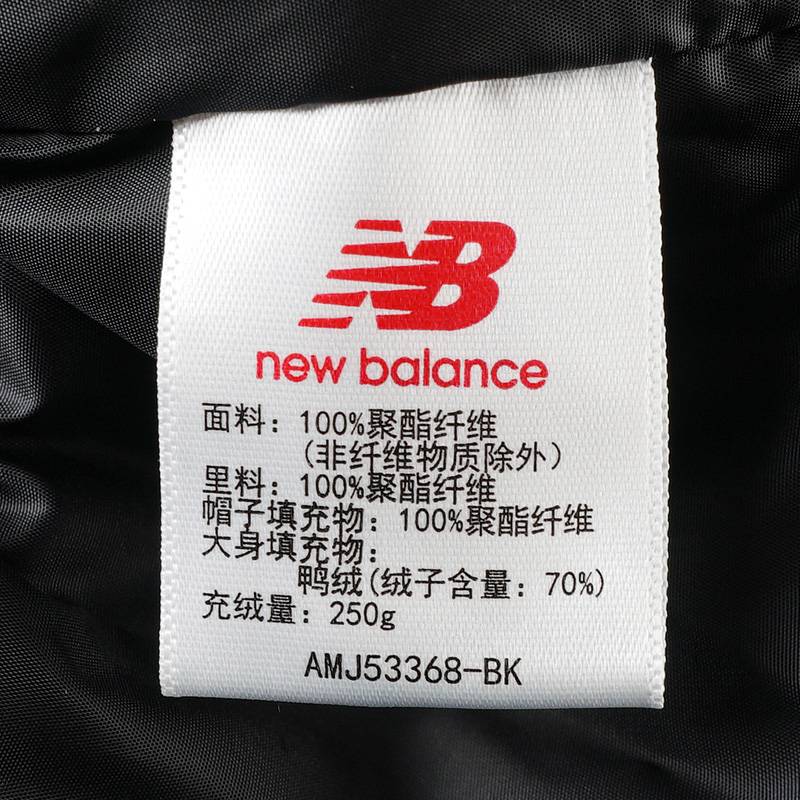 NB
new balance
面料：100%聚酯纤维
（非纤维物质除外）
里料：100%聚酯纤维
帽子填充物：100%聚酯纤维
大身填充物：
鸭绒(绒子含量：70%)
充绒量：250g
AMJ53368-BK